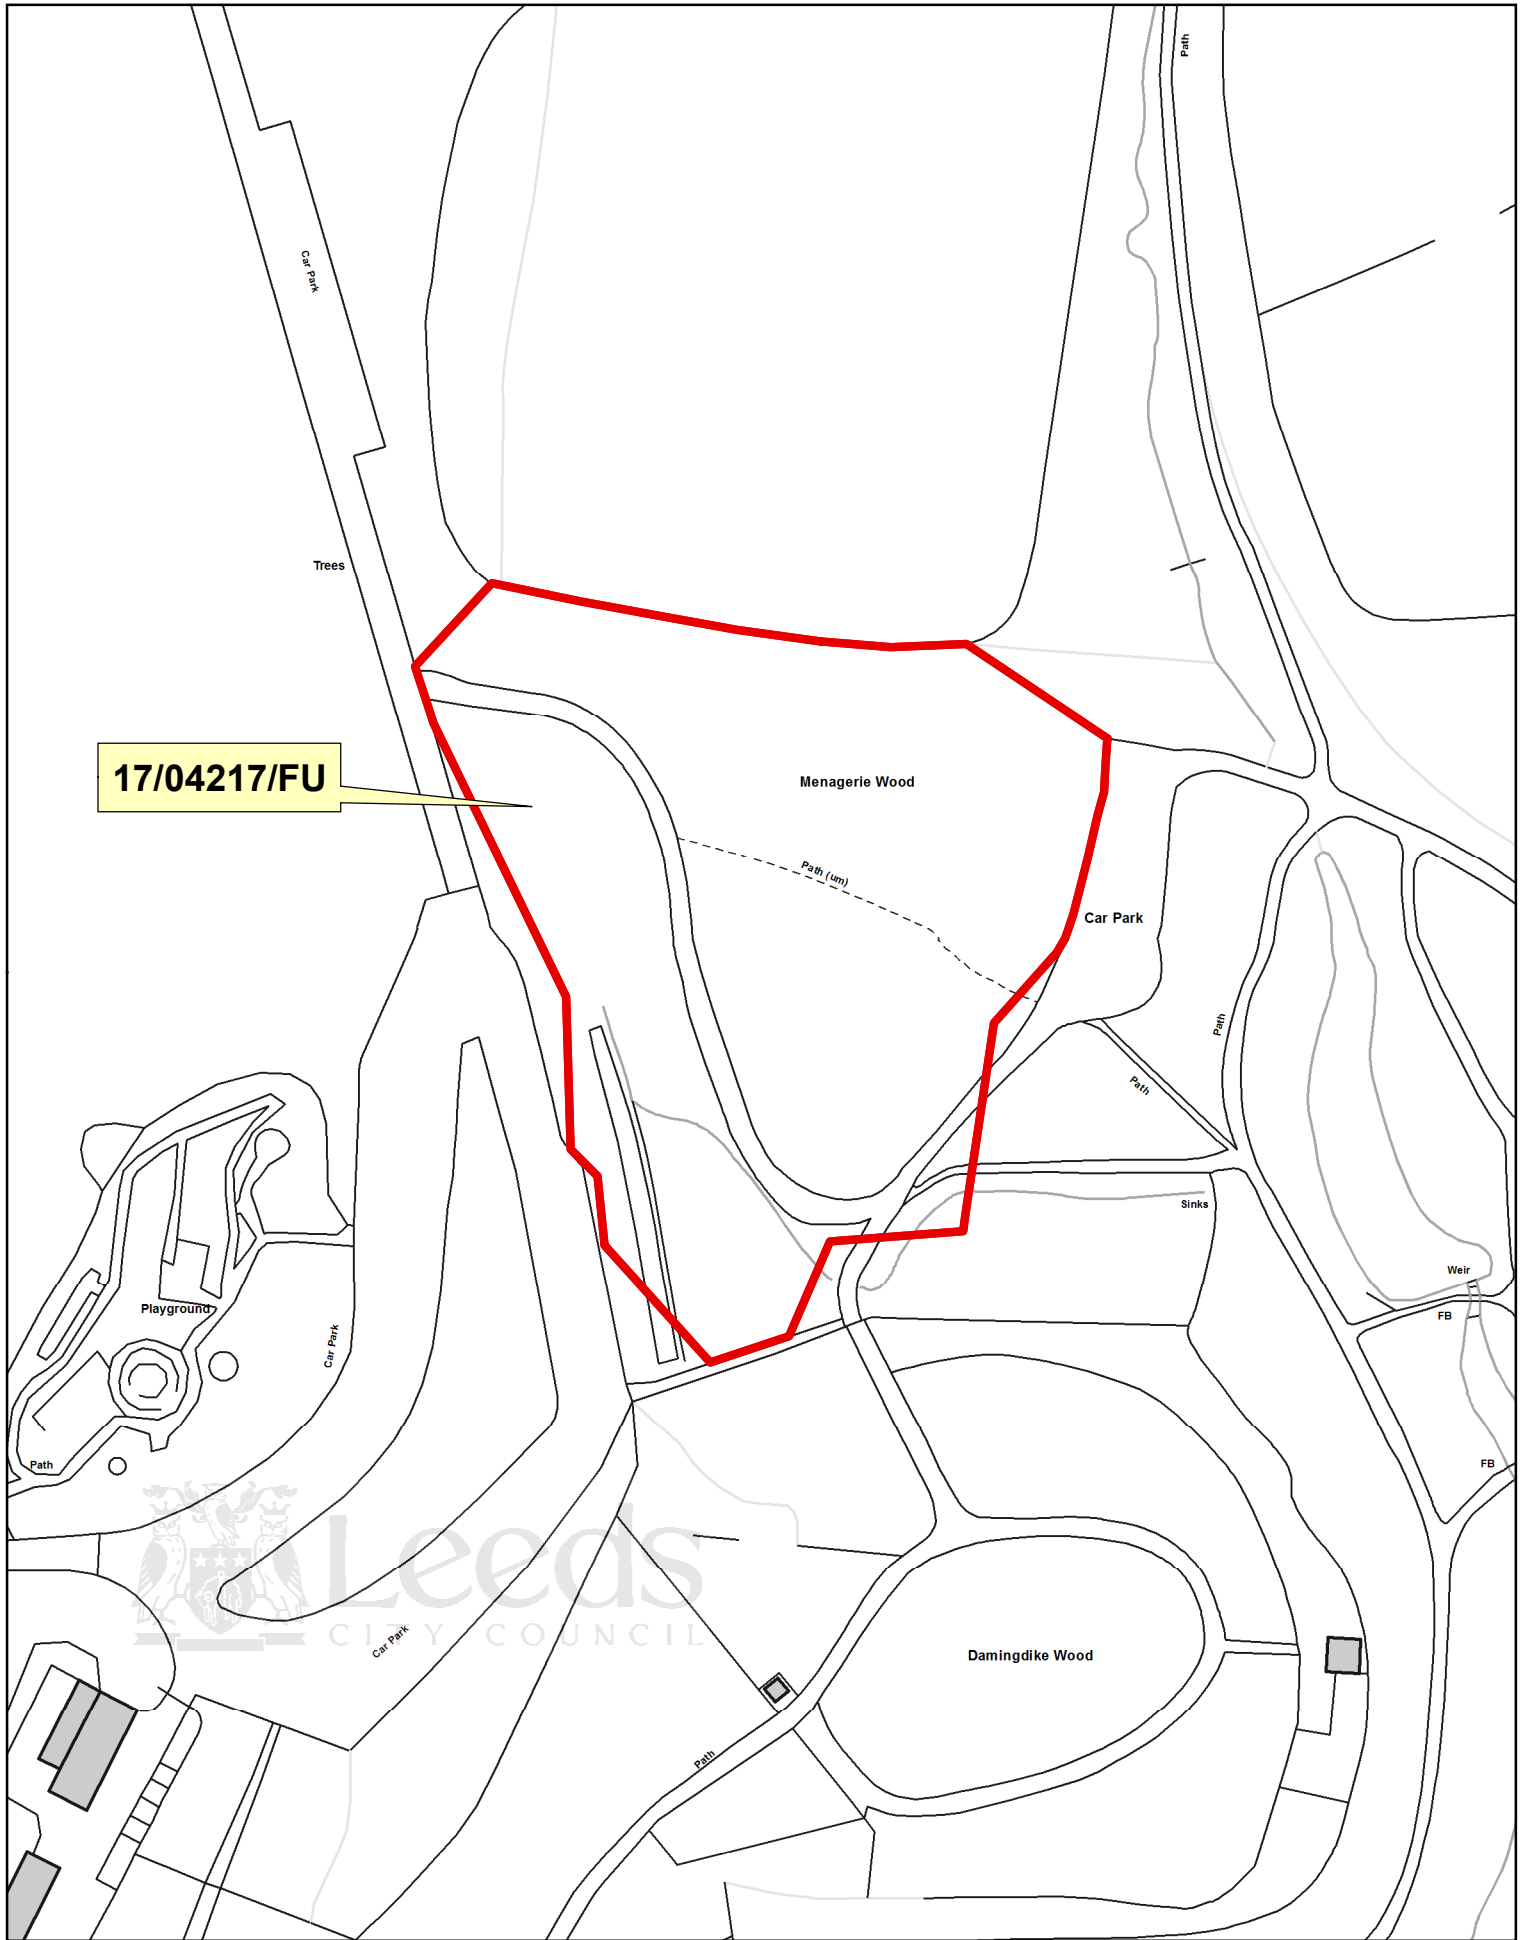 Path
Car Park
Trees
17/04217/FU
Menagerie Wood
Path (um)
Car Park
Path
Path
Sinks
Weir
Playground
FB
Car Park
Path
FB
Leeds
CITY COUNCIL
Car Park
Damingdike Wood
Path